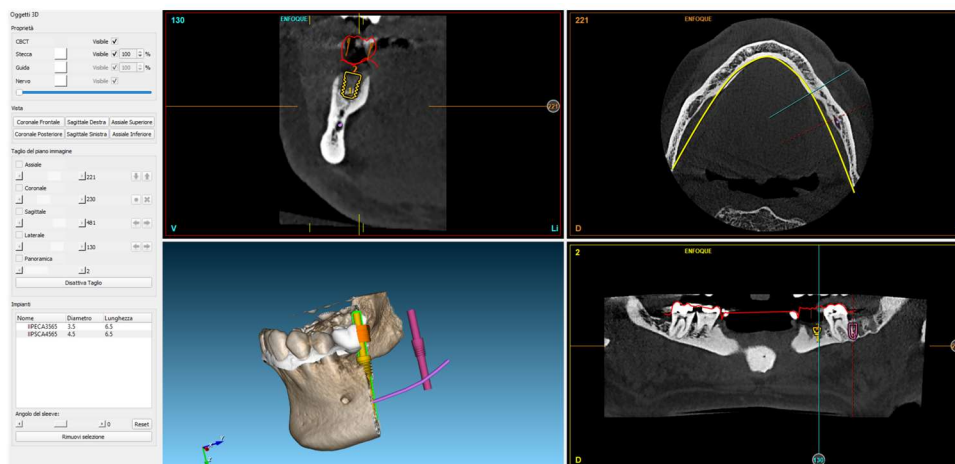 Oggetti 3D
Proprietà
CBCT Visibile
Stecca Visibile 100 %
Guida Visibile 100 %
Nervo Visibile
Vista
Coronale Frontale Sagittale Destra Assiale Superiore
Coronale Posteriore Sagittale Sinistra Assiale Inferiore
Taglio del piano immagine
Assiale
221
Coronale
230
Sagittale
481
Laterale
130
Panoramica
2
Disattiva Taglio
Impianti
Nome Diametro Lunghezza
IIPECA3565 3.5 6.5
IIPSCA4565 4.5 6.5
Angolo del sleeve:
0 Reset
Rimuovi selezione
130 ENFOQUE
221
V Li
221 ENFOQUE
D
2 ENFOQUE
130
D